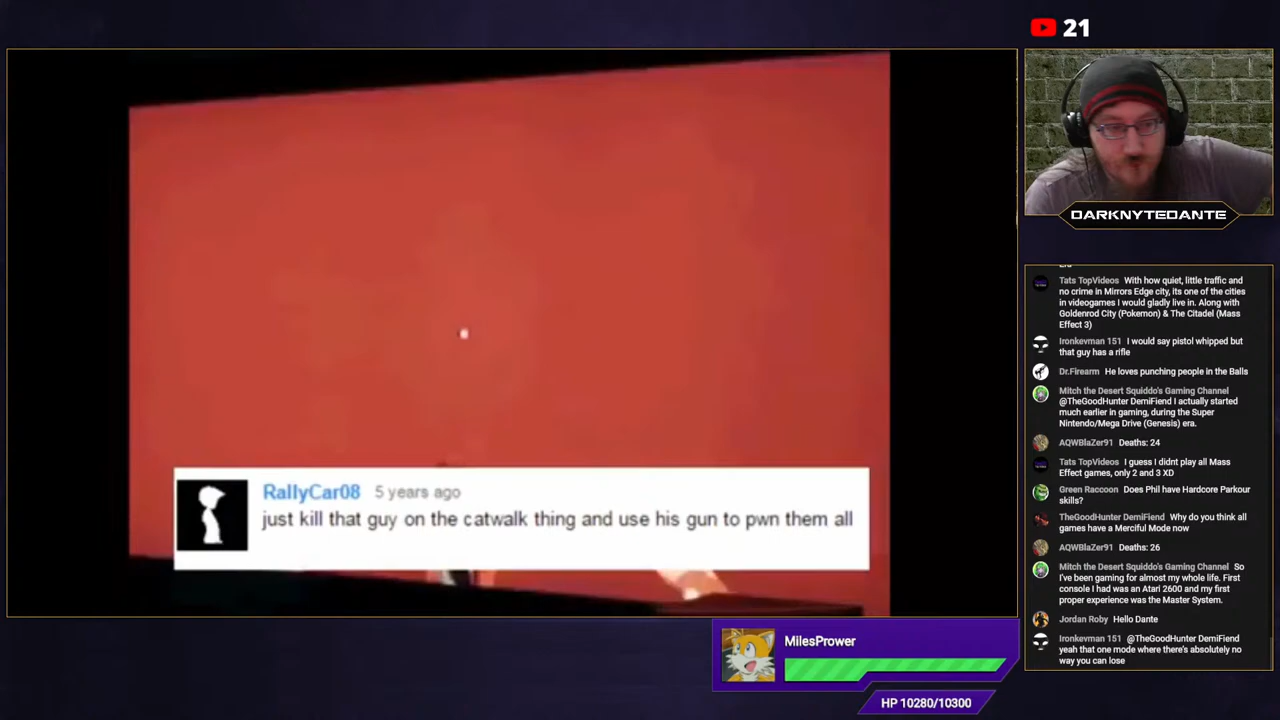 21
RallyCar08 5 years ago
just kill that guy on the catwalk thing and use his gun to pwn them all
DARKNYTEDANTE
Tats TopVideos With how quiet, little traffic and
no crime in Mirrors Edge city, its one of the cities
in videogames I would gladly live in. Along with
Goldenrod City (Pokemon) & The Citadel (Mass
Effect 3)
Ironkevman 151 I would say pistol whipped but
that guy has a rifle
Dr.Firearm He loves punching people in the Balls
Mitch the Desert Squiddo's Gaming Channel
@TheGoodHunter DemiFiend I actually started
much earlier in gaming, during the Super
Nintendo/Mega Drive (Genesis) era.
AQWBlaZer91 Deaths: 24
Tats TopVideos I guess I didnt play all Mass
Effect games, only 2 and 3 XD
Green Raccoon Does Phil have Hardcore Parkour
skills?
TheGoodHunter DemiFiend Why do you think all
games have a Merciful Mode now
AQWBlaZer91 Deaths: 26
Mitch the Desert Squiddo's Gaming Channel So
I've been gaming for almost my whole life. First
console I had was an Atari 2600 and my first
proper experience was the Master System.
Jordan Roby Hello Dante
Ironkevman 151 @TheGoodHunter DemiFiend
yeah that one mode where there's absolutely no
way you can lose
MilesPrower
HP 10280/10300